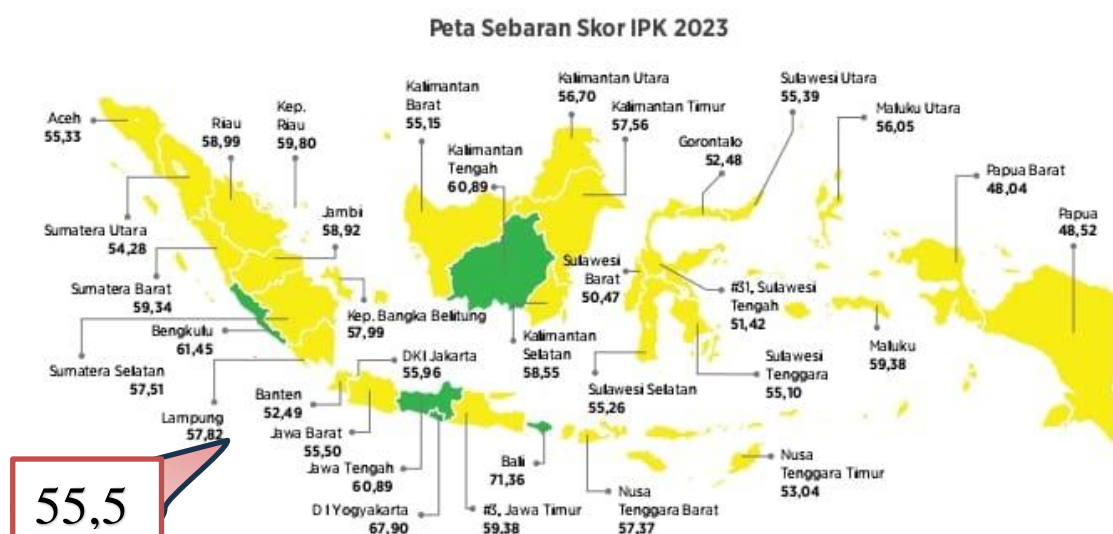 Peta Sebaran Skor IPK 2023
Aceh
55,33
Riau
58,99
Kep.
Riau
59,80
Kalimantan
Barat
55,15
Kalimantan
Tengah
60,89
Kalimantan Utara
56,70
Kalimantan Timur
57,56
Sulawesi Utara
55,39
Gorontalo
52,48
Maluku Utara
56,05
Papua Barat
48,04
Papua
48,52
Sumatera Utara
54,28
Jambi
58,92
Sumatera Barat
59,34
Bengkulu
61,45
Sumatera Selatan
57,51
Lampung
57,82
Kep. Bangka Belitung
57,99
DKI Jakarta
55,96
Banten
52,49
Jawa Barat
55,50
Jawa Tengah
60,89
D I Yogyakarta
67,90
#3, Jawa Timur
59,38
Bali
71,36
Kalimantan
Selatan
58,55
Sulawesi
Barat
50,47
#31, Sulawesi
Tengah
51,42
Sulawesi Selatan
55,26
Sulawesi
Tenggara
55,10
Maluku
59,38
Nusa
Tenggara Barat
57,37
Nusa
Tenggara Timur
53,04
55,5